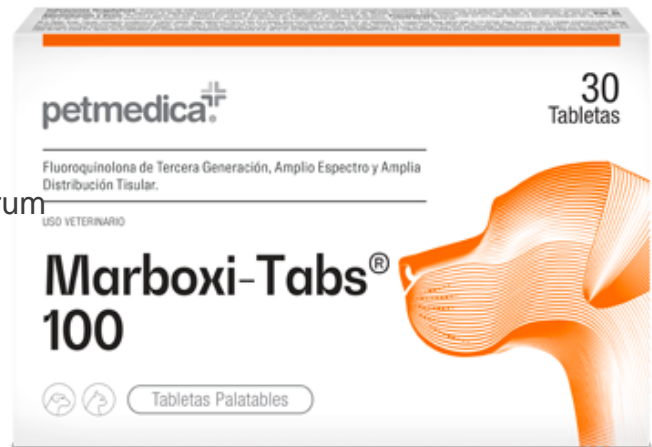 petmedica
30
Tabletas
Fluoroquinolona de Tercera Generación, Amplio Espectro y Amplia
Distribución Tisular.
rum
USO VETERINARIO
Marboxi-Tabs®
100
Tabletas Palatables